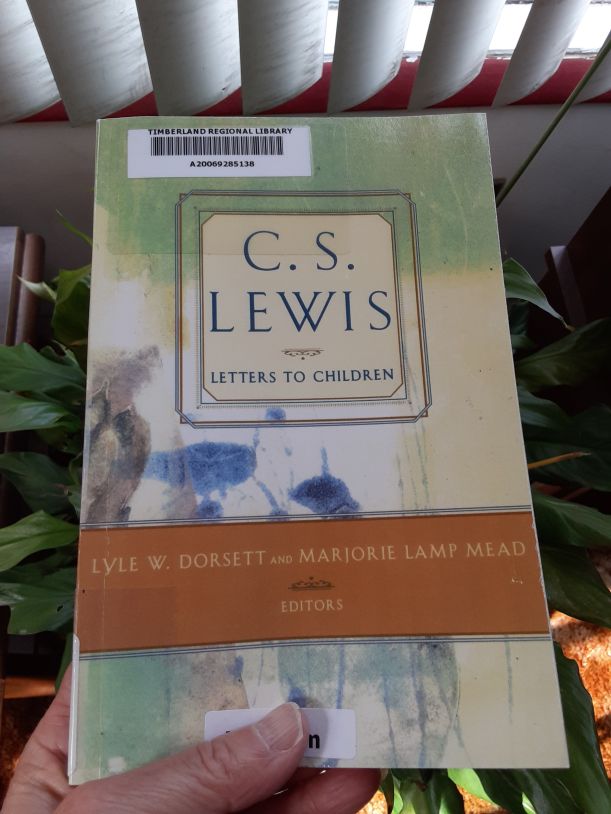 TIMBERLAND REGIONAL LIBRARY
A20069285138
C. S.
LEWIS
LETTERS TO CHILDREN
LYLE W. DORSETT AND MARJORIE LAMP MEAD
EDITORS